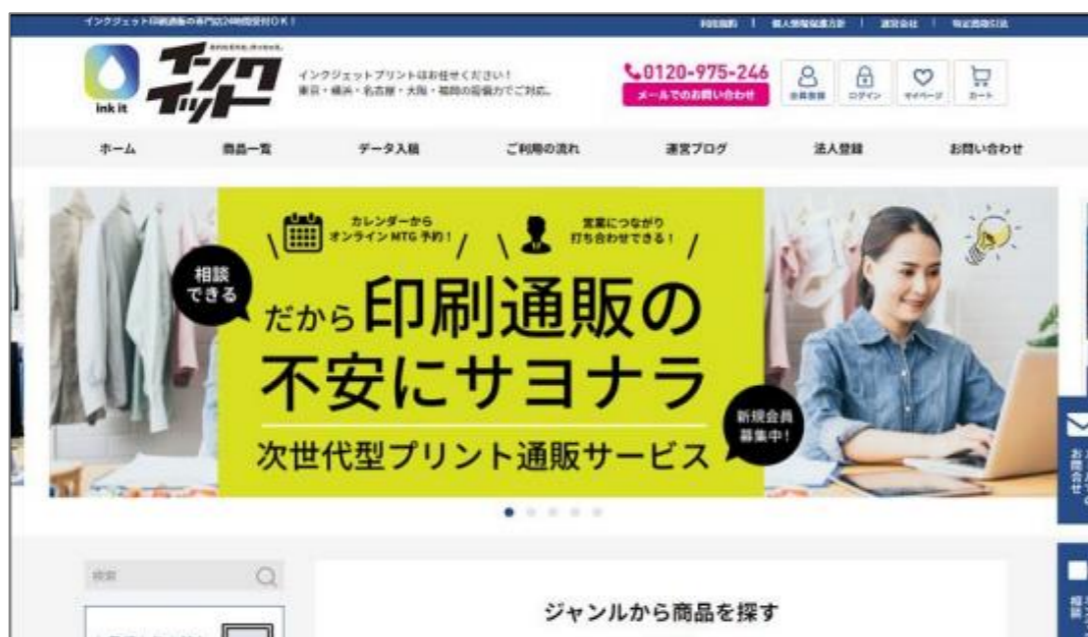 インクジェット印刷通販の専門店24時間受付OK!
利用規約 | 個人情報保護方針 | 運営会社 | 特定商取引法
ink it
インクイット
インクジェットプリントはお任せください!
東京・横浜・名古屋・大阪・福岡の設備力でご対応。
0120-975-246
メールでのお問い合わせ
会員登録
ログイン
マイページ
カート
ホーム 商品一覧 データ入稿 ご利用の流れ 運営ブログ 法人登録 お問い合わせ
カレンダーから
オンラインMTG予約!
営業につながり
打ち合わせできる!
相談
できる
だから印刷通販の
不安にサヨナラ
次世代型プリント通販サービス
新規会員
募集中!
お問合せ
検索
ジャンルから商品を探す